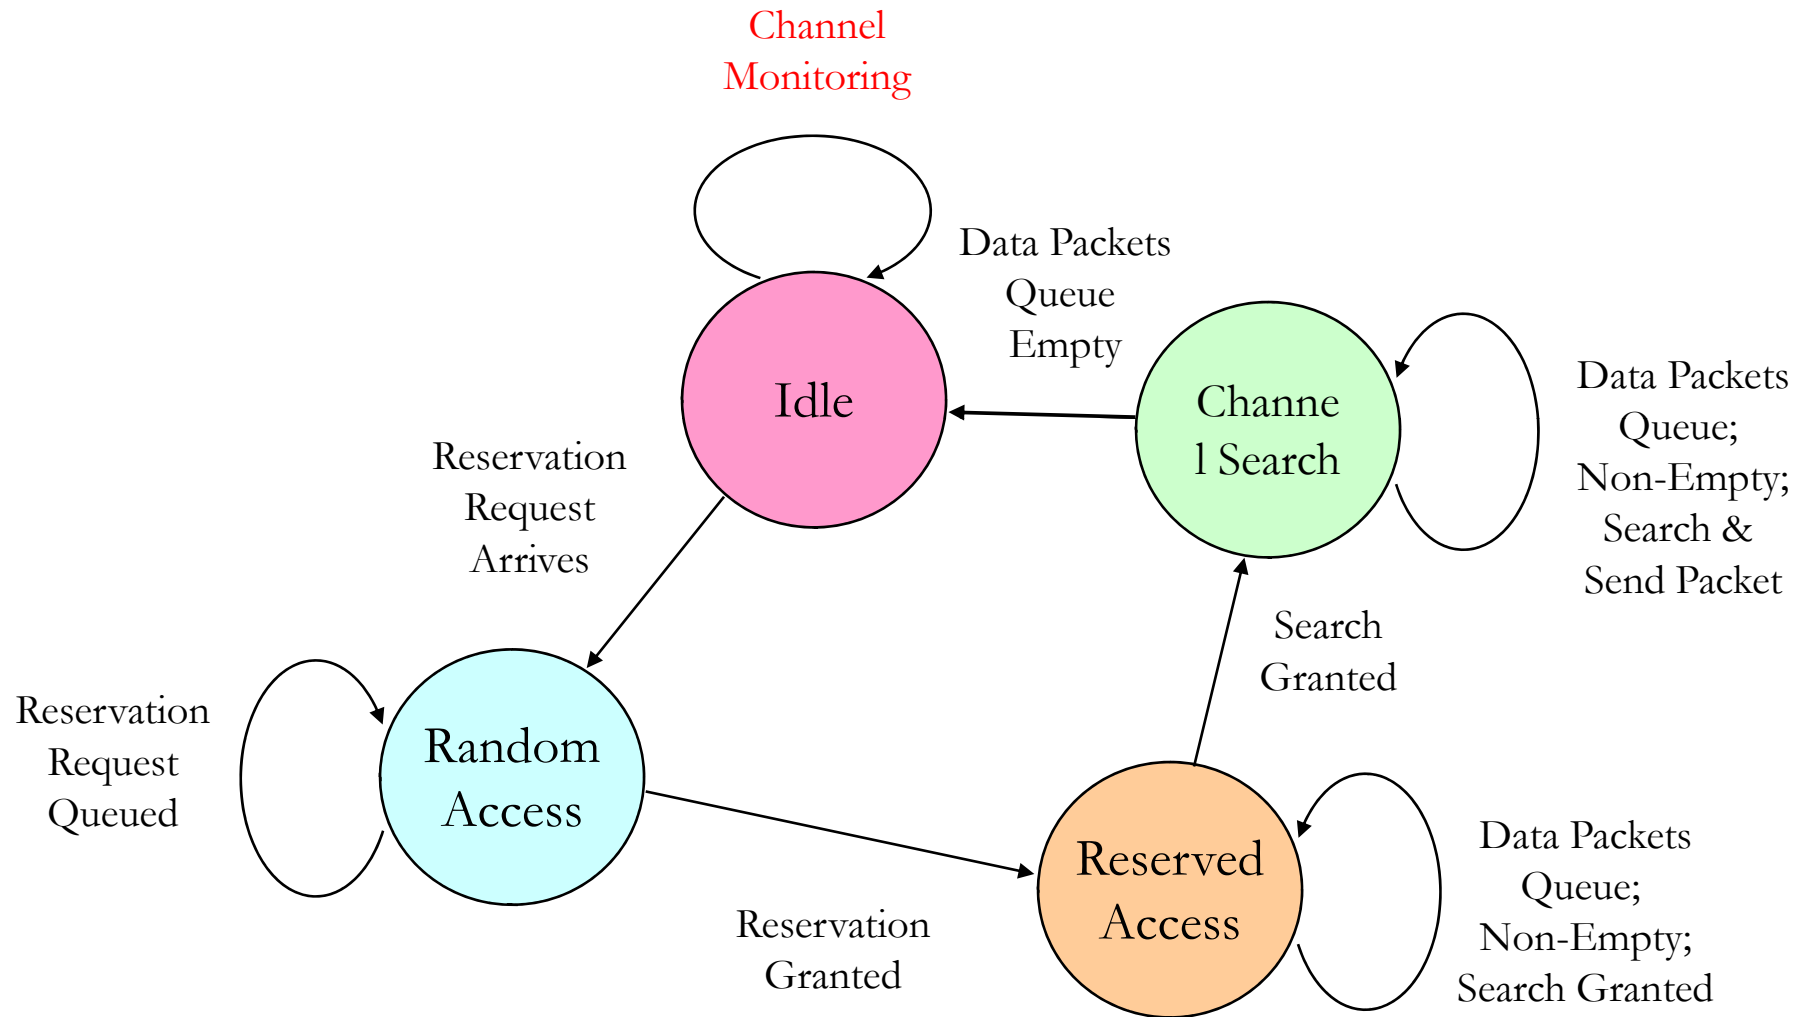 Channel
Monitoring
Data Packets
Queue
Empty
Idle
Channe
l Search
Data Packets
Queue;
Non-Empty;
Search &
Send Packet
Reservation
Request
Arrives
Search
Granted
Reservation
Request
Queued
Random
Access
Reserved
Access
Data Packets
Queue;
Non-Empty;
Search Granted
Reservation
Granted